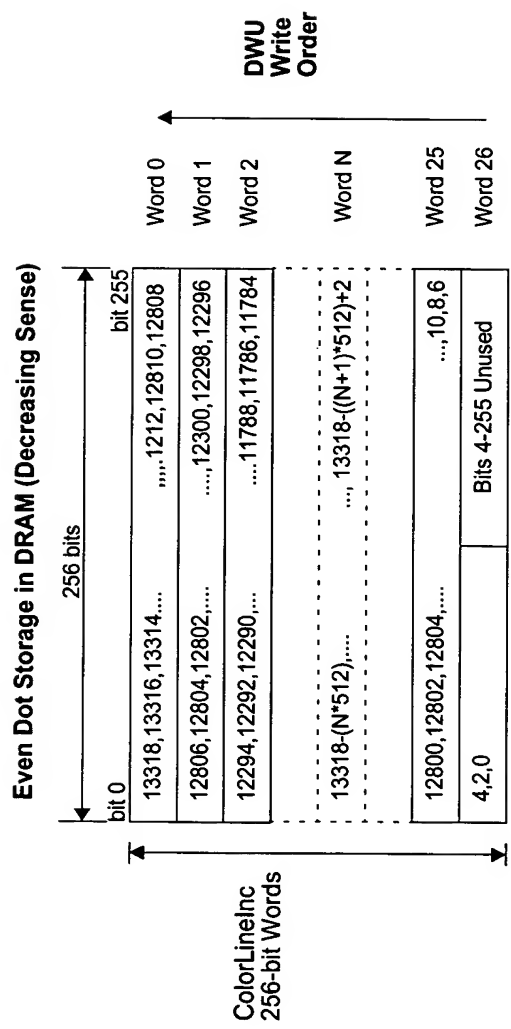 Even Dot Storage in DRAM (Decreasing Sense)
256 bits
bit 0
bit 255
13318,13316,13314....
,,,,.1212,12810,12808
Word 0
12806,12804,12802,....
....,12300,12298,12296
Word 1
12294,12292,12290,...
.....11788,11786,11784
Word 2
13318-(N*512),.....
..., 13318-((N+1)*512)+2
Word N
12800,12802,12804,....
...,10,8,6
Word 25
4,2,0
Bits 4-255 Unused
Word 26
ColorLineInc
256-bit Words
DWU
Write
Order